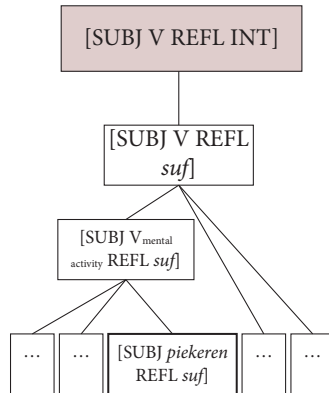 [SUBJ V REFL INT]
[SUBJ V REFL
suf]
[SUBJ Vmental
activity REFL suf]
... ... [SUBJ piekeren ... ...
REFL suf]